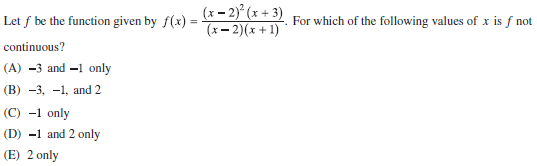 Let f be the function given by f(x) = (x − 2)²(x + 3) / (x − 2)(x + 1). For which of the following values of x is f not
continuous?
(A) −3 and −1 only
(B) −3, −1, and 2
(C) −1 only
(D) −1 and 2 only
(E) 2 only